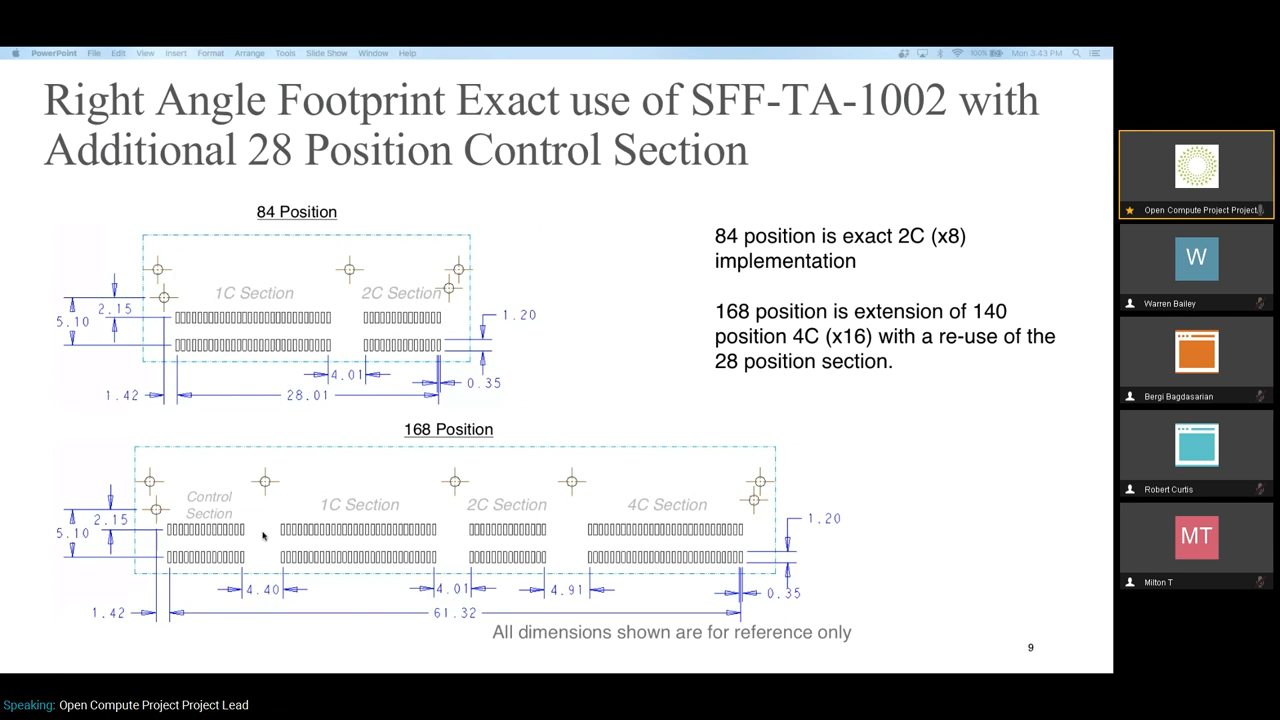 PowerPoint File Edit View Insert Format Arrange Tools Slide Show Window Help 100% Mon 3:43 PM
Right Angle Footprint Exact use of SFF-TA-1002 with
Additional 28 Position Control Section
84 Position
1C Section 2C Section
2.15
5.10
1.20
4.01
0.35
1.42
28.01
84 position is exact 2C (x8)
implementation
168 position is extension of 140
position 4C (x16) with a re-use of the
28 position section.
168 Position
Control
Section
1C Section 2C Section 4C Section
2.15
5.10
1.20
4.40
4.01
4.91
0.35
1.42
61.32
All dimensions shown are for reference only
9
Open Compute Project Project
W
Warren Bailey
Bergi Bagdasarian
Robert Curtis
MT
Milton T
Speaking: Open Compute Project Project Lead